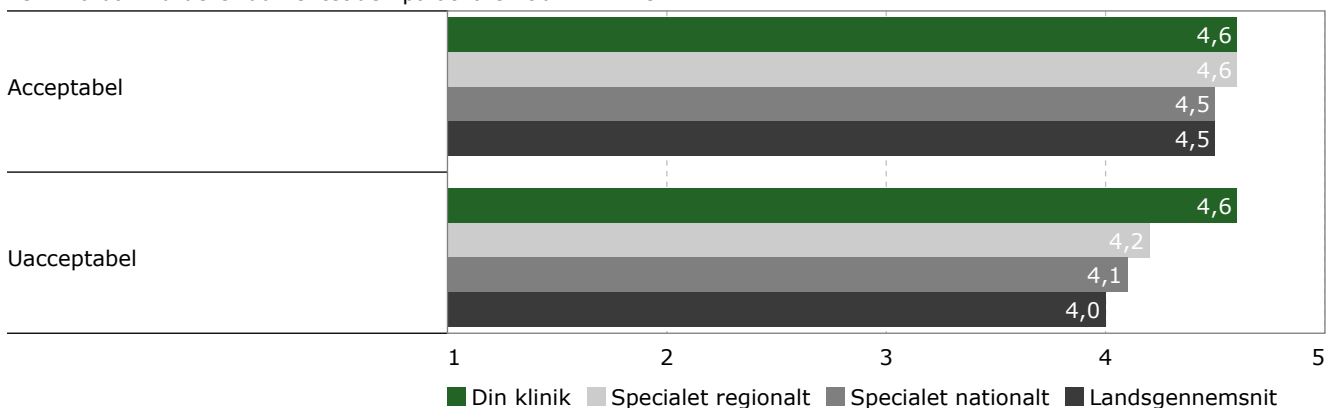 Acceptabel
4,6
4,6
4,5
4,5
Uacceptabel
4,6
4,2
4,1
4,0
1 2 3 4 5
Din klinik Specialet regionalt Specialet nationalt Landsgennemsnit